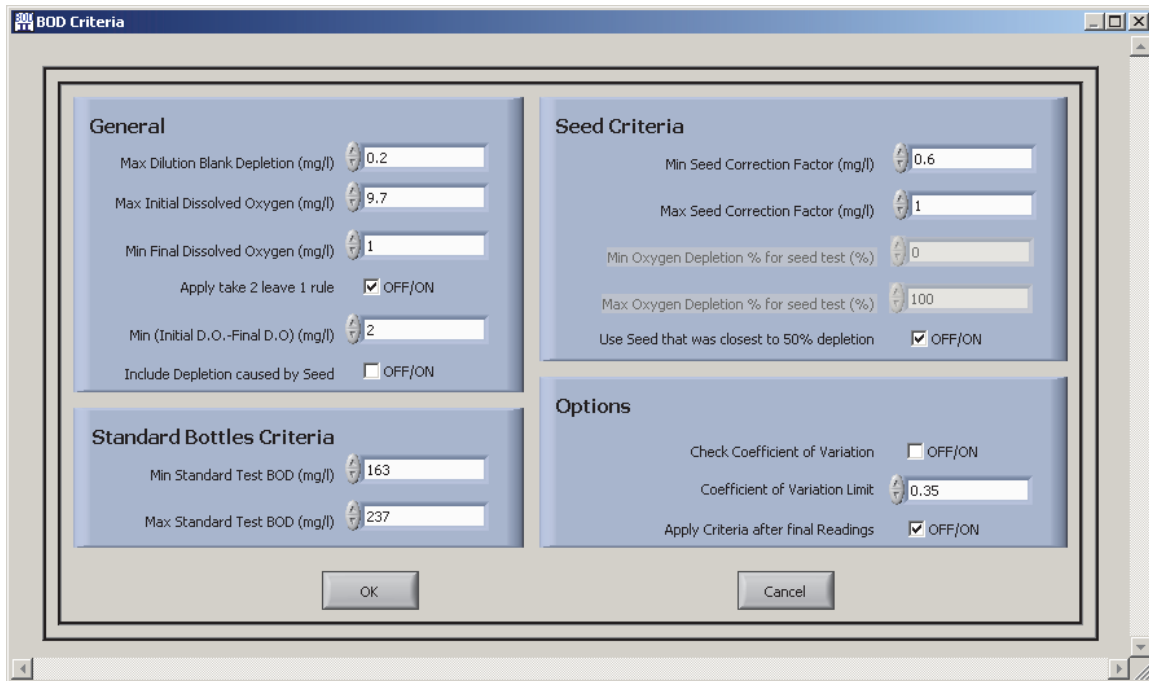 BOD Criteria
General
Max Dilution Blank Depletion (mg/l) 0.2
Max Initial Dissolved Oxygen (mg/l) 9.7
Min Final Dissolved Oxygen (mg/l) 1
Apply take 2 leave 1 rule OFF/ON
Min (Initial D.O.-Final D.O) (mg/l) 2
Include Depletion caused by Seed OFF/ON
Standard Bottles Criteria
Min Standard Test BOD (mg/l) 163
Max Standard Test BOD (mg/l) 237
Seed Criteria
Min Seed Correction Factor (mg/l) 0.6
Max Seed Correction Factor (mg/l) 1
Min Oxygen Depletion % for seed test (%) 0
Max Oxygen Depletion % for seed test (%) 100
Use Seed that was closest to 50% depletion OFF/ON
Options
Check Coefficient of Variation OFF/ON
Coefficient of Variation Limit 0.35
Apply Criteria after final Readings OFF/ON
OK
Cancel